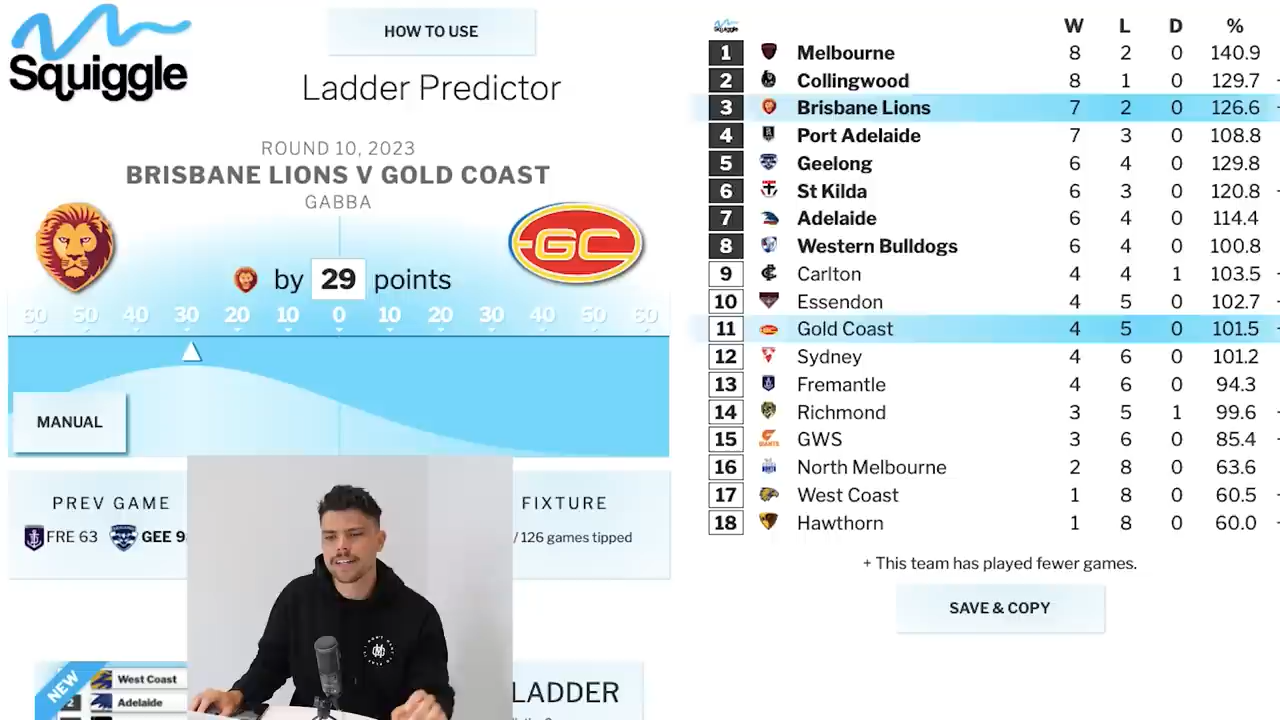 Squiggle
HOW TO USE
Ladder Predictor
ROUND 10, 2023
BRISBANE LIONS V GOLD COAST
GABBA
GC
by 29 points
60 50 40 30 20 10 0 10 20 30 40 50 60
MANUAL
PREV GAME
FRE 63 GEE 9
FIXTURE
/ 126 games tipped
NEW
West Coast
2 Adelaide
LADDER
Squiggle W L D %
1 Melbourne 8 2 0 140.9
2 Collingwood 8 1 0 129.7
3 Brisbane Lions 7 2 0 126.6
4 Port Adelaide 7 3 0 108.8
5 Geelong 6 4 0 129.8
6 St Kilda 6 3 0 120.8
7 Adelaide 6 4 0 114.4
8 Western Bulldogs 6 4 0 100.8
9 Carlton 4 4 1 103.5
10 Essendon 4 5 0 102.7
11 Gold Coast 4 5 0 101.5
12 Sydney 4 6 0 101.2
13 Fremantle 4 6 0 94.3
14 Richmond 3 5 1 99.6
15 GWS 3 6 0 85.4
16 North Melbourne 2 8 0 63.6
17 West Coast 1 8 0 60.5
18 Hawthorn 1 8 0 60.0
+ This team has played fewer games.
SAVE & COPY